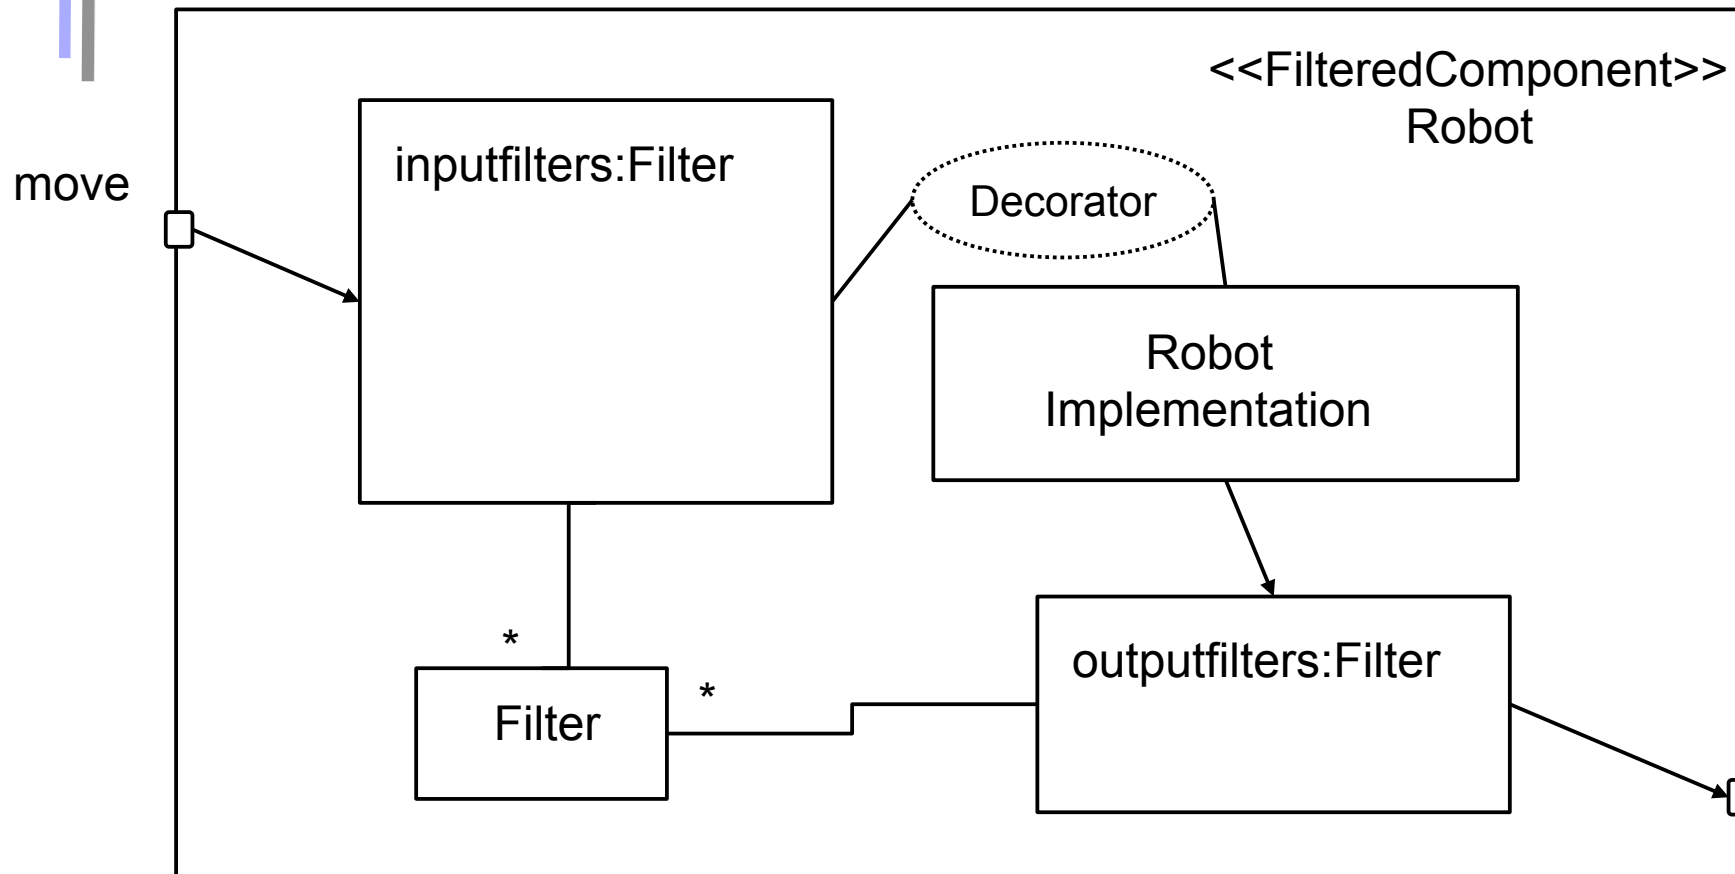 <<FilteredComponent>>
Robot
move
inputfilters:Filter
Decorator
Robot
Implementation
*
Filter
*
outputfilters:Filter